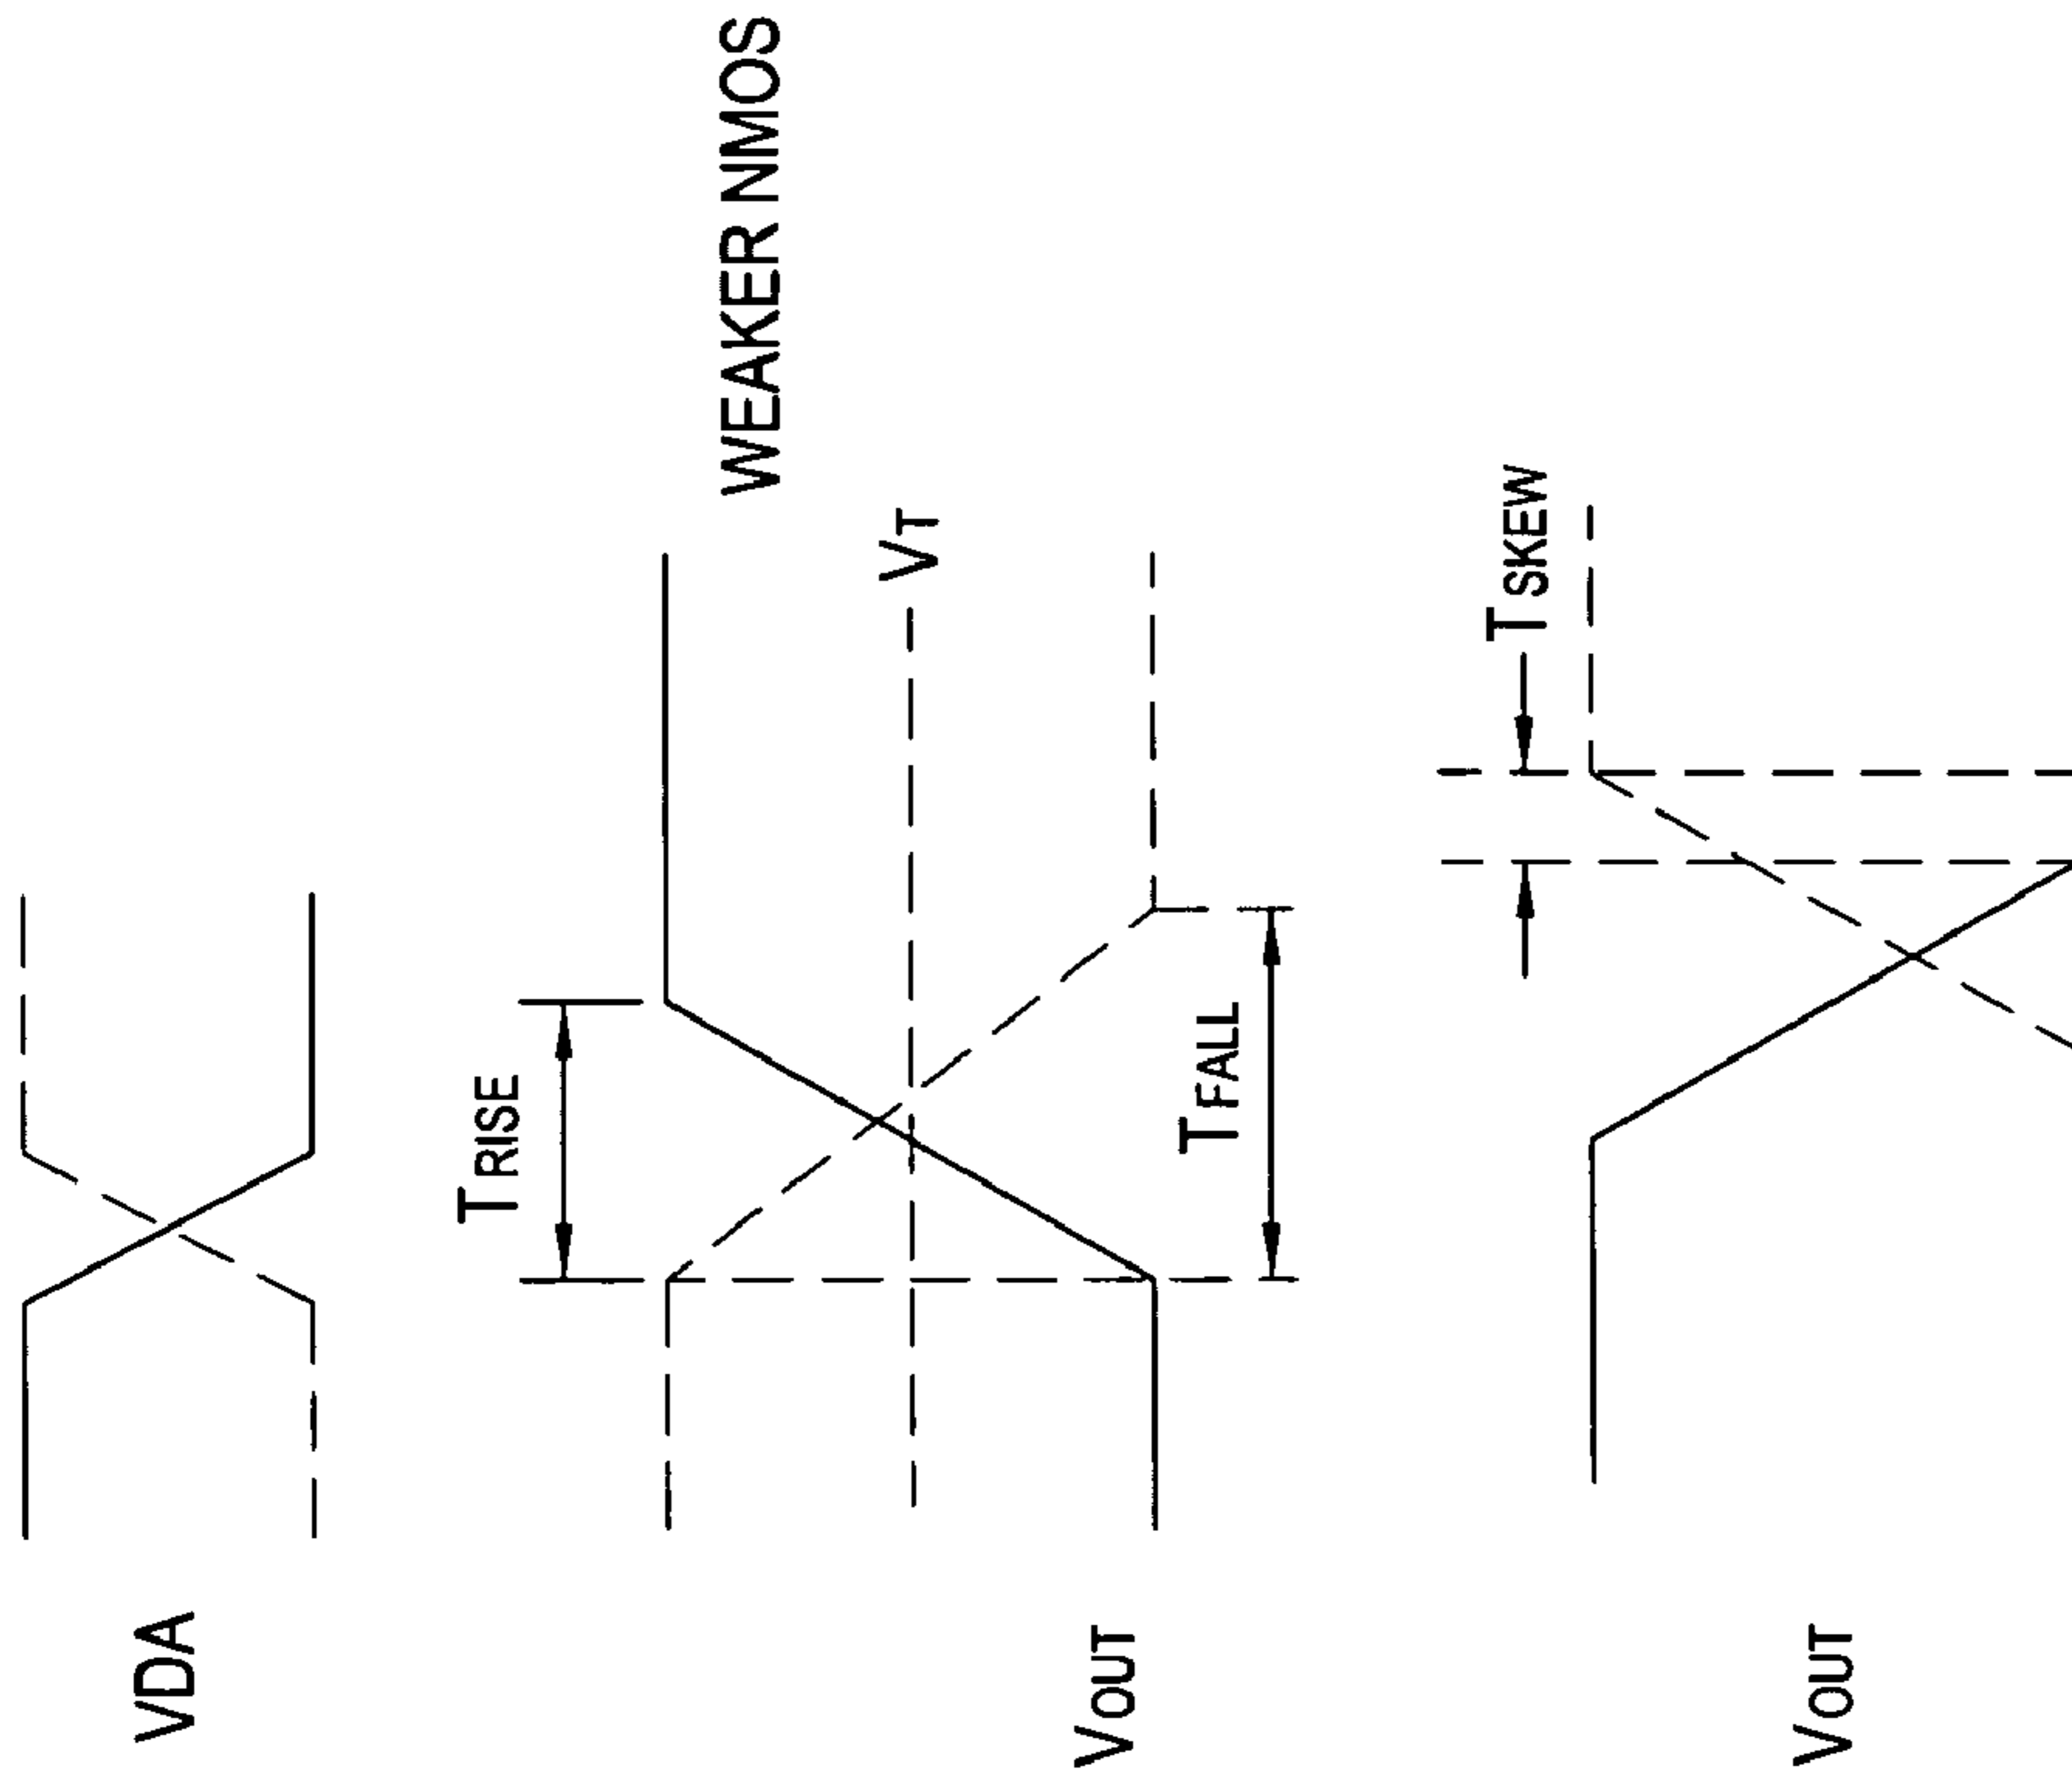 VDA
TRISE
WEAKER NMOS
VT
VOUT
TFALL
TSKEW
VOUT